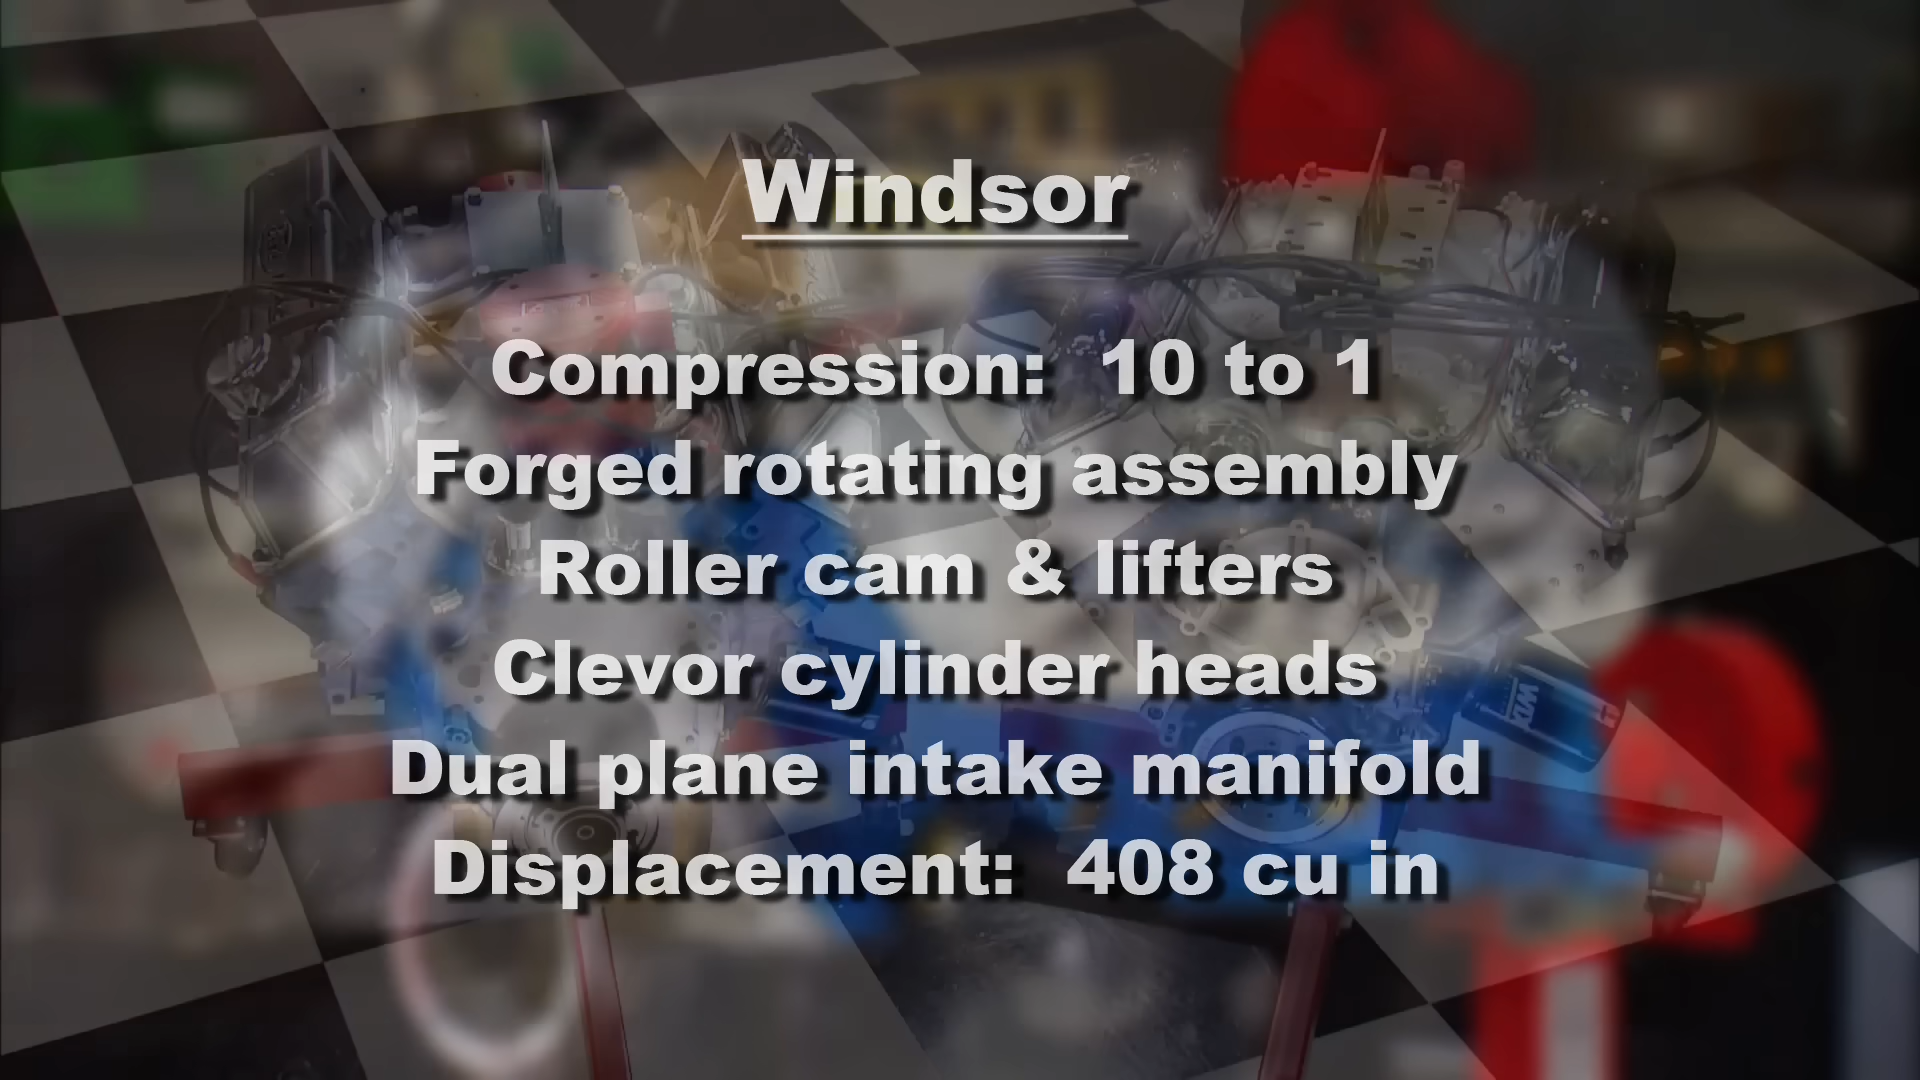 Windsor
Compression:  10 to 1
Forged rotating assembly
Roller cam & lifters
Clevor cylinder heads
Dual plane intake manifold
Displacement:  408 cu in
WIX